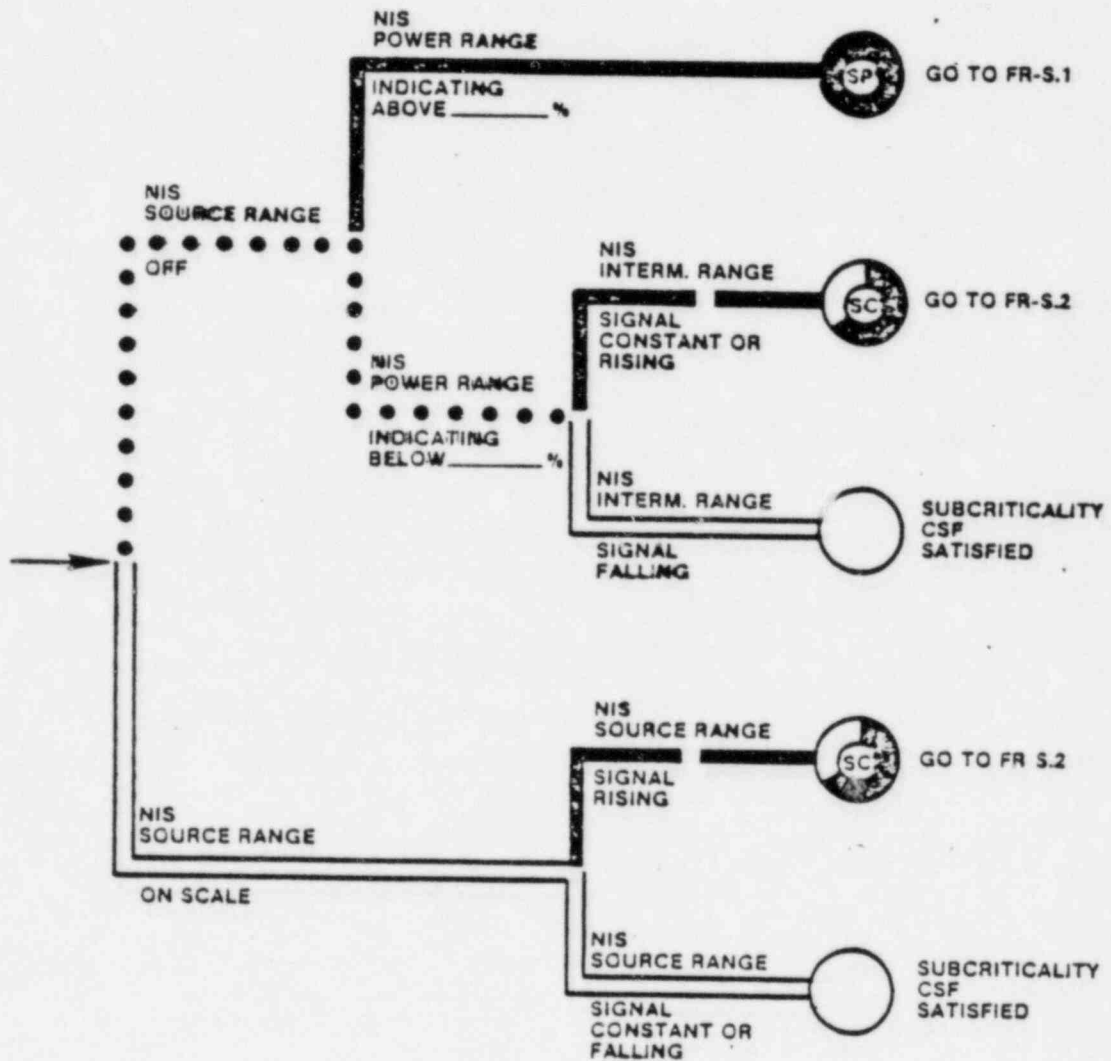 NIS
POWER RANGE
INDICATING
ABOVE ________ %
SP
GO TO FR-S.1
NIS
SOURCE RANGE
OFF
NIS
INTERM. RANGE
SIGNAL
CONSTANT OR
RISING
SC
GO TO FR-S.2
NIS
POWER RANGE
INDICATING
BELOW ________ %
NIS
INTERM. RANGE
SIGNAL
FALLING
SUBCRITICALITY
CSF
SATISFIED
NIS
SOURCE RANGE
SIGNAL
RISING
SC
GO TO FR S.2
NIS
SOURCE RANGE
ON SCALE
NIS
SOURCE RANGE
SIGNAL
CONSTANT OR
FALLING
SUBCRITICALITY
CSF
SATISFIED